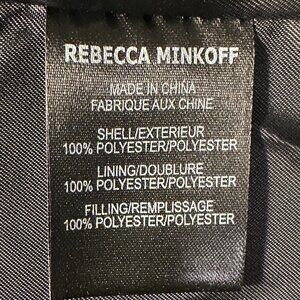 REBECCA MINKOFF
MADE IN CHINA
FABRIQUE AUX CHINE
SHELL/EXTERIEUR
100% POLYESTER/POLYESTER
LINING/DOUBLURE
100% POLYESTER/POLYESTER
FILLING/REMPLISSAGE
100% POLYESTER/POLYESTER